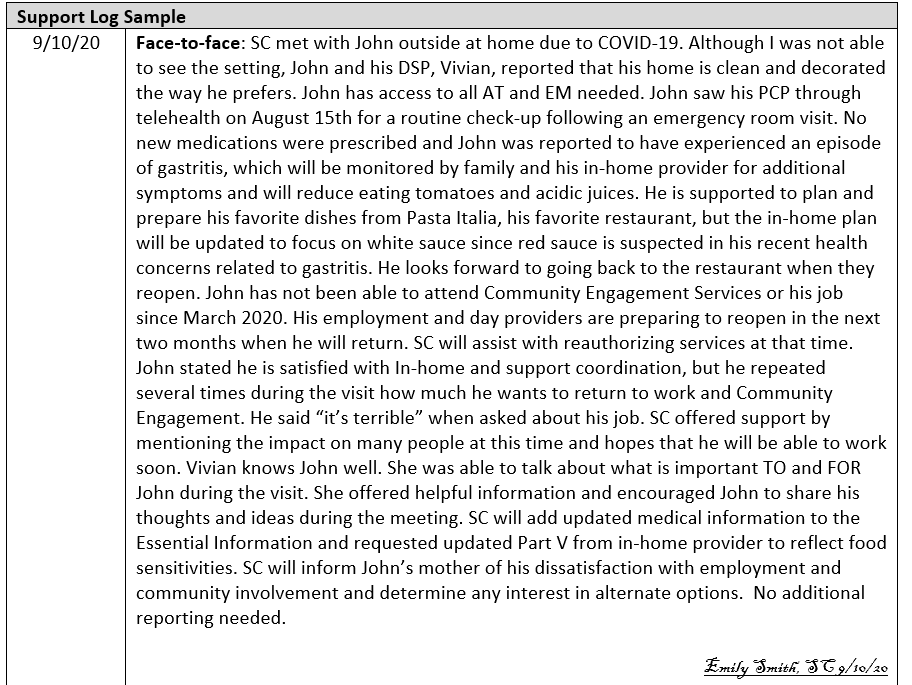 Support Log Sample
9/10/20
Face-to-face: SC met with John outside at home due to COVID-19. Although I was not able
to see the setting, John and his DSP, Vivian, reported that his home is clean and decorated
the way he prefers. John has access to all AT and EM needed. John saw his PCP through
telehealth on August 15th for a routine check-up following an emergency room visit. No
new medications were prescribed and John was reported to have experienced an episode
of gastritis, which will be monitored by family and his in-home provider for additional
symptoms and will reduce eating tomatoes and acidic juices. He is supported to plan and
prepare his favorite dishes from Pasta Italia, his favorite restaurant, but the in-home plan
will be updated to focus on white sauce since red sauce is suspected in his recent health
concerns related to gastritis. He looks forward to going back to the restaurant when they
reopen. John has not been able to attend Community Engagement Services or his job
since March 2020. His employment and day providers are preparing to reopen in the next
two months when he will return. SC will assist with reauthorizing services at that time.
John stated he is satisfied with In-home and support coordination, but he repeated
several times during the visit how much he wants to return to work and Community
Engagement. He said “it’s terrible” when asked about his job. SC offered support by
mentioning the impact on many people at this time and hopes that he will be able to work
soon. Vivian knows John well. She was able to talk about what is important TO and FOR
John during the visit. She offered helpful information and encouraged John to share his
thoughts and ideas during the meeting. SC will add updated medical information to the
Essential Information and requested updated Part V from in-home provider to reflect food
sensitivities. SC will inform John’s mother of his dissatisfaction with employment and
community involvement and determine any interest in alternate options.  No additional
reporting needed.
Emily Smith, SC 9/10/20